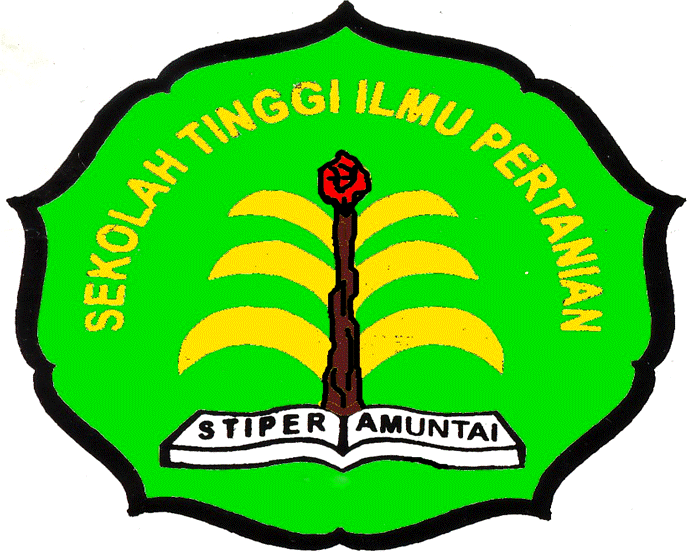 SEKOLAH TINGGI ILMU PERTANIAN
STIPER AMUNTAI